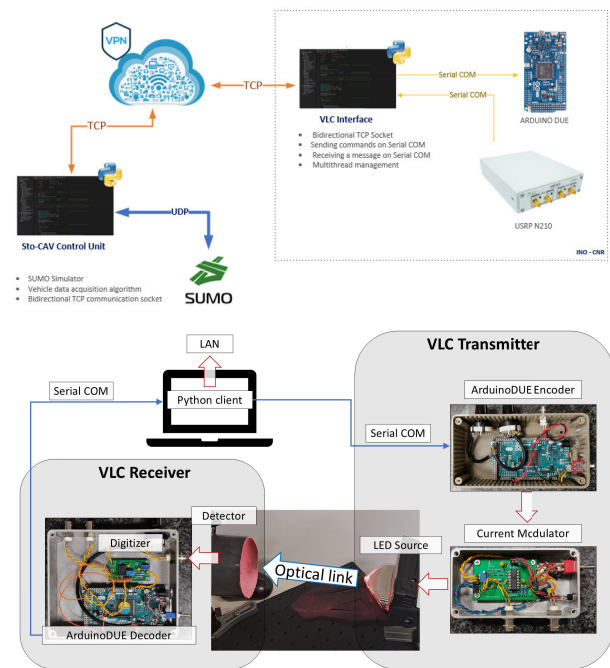 VPN
TCP
TCP
Serial COM
Serial COM
VLC Interface
ARDUINO DUE
• Bidirectional TCP Socket
• Sending commands on Serial COM
• Receiving a message on Serial COM
• Multithread management
USRP N210
INO - CNR
UDP
Sto-CAV Control Unit
• SUMO Simulator
• Vehicle data acquisition algorithm
• Bidirectional TCP communication socket
SUMO
LAN
VLC Transmitter
Serial COM
Python client
ArduinoDUE Encoder
Serial COM
VLC Receiver
Detector
Digitizer
LED Source
Current Mcdulator
Optical link
ArduinoDUE Decoder